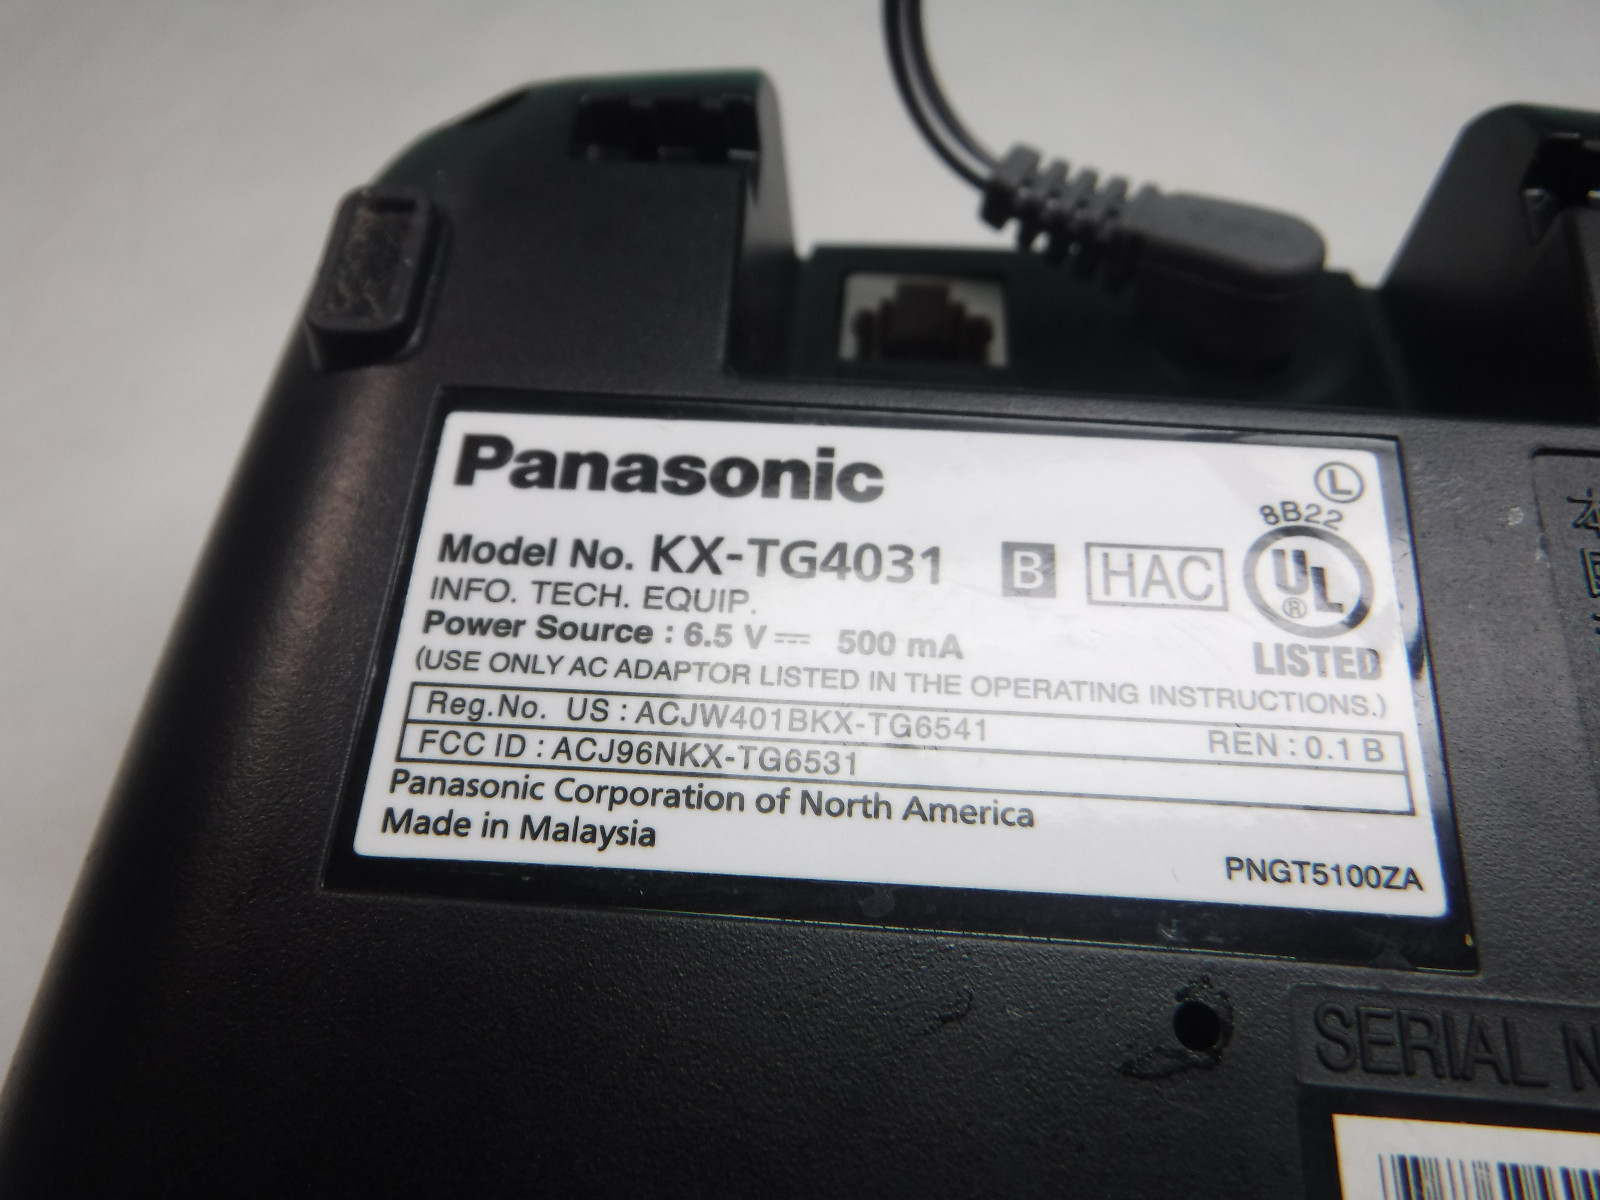 Panasonic
L
8B22
Model No. KX-TG4031 B HAC UL ®
INFO. TECH. EQUIP.
Power Source : 6.5 V ⎓ 500 mA
LISTED
(USE ONLY AC ADAPTOR LISTED IN THE OPERATING INSTRUCTIONS.)
Reg.No. US : ACJW401BKX-TG6541 REN : 0.1 B
FCC ID : ACJ96NKX-TG6531
Panasonic Corporation of North America
Made in Malaysia
PNGT5100ZA
SERIAL N